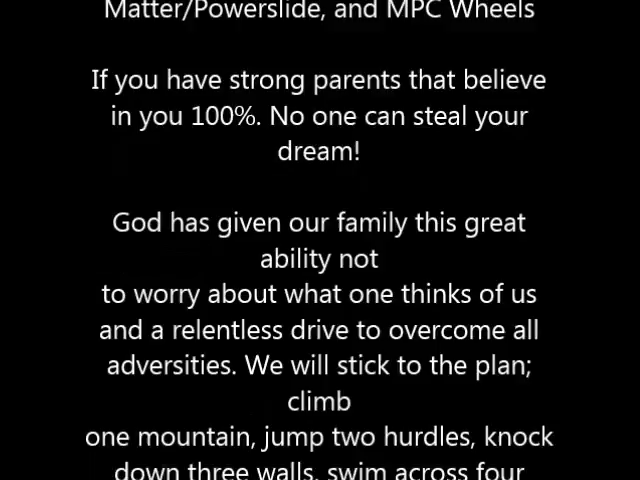 Matter/Powerslide, and MPC Wheels
If you have strong parents that believe
in you 100%. No one can steal your
dream!
God has given our family this great
ability not
to worry about what one thinks of us
and a relentless drive to overcome all
adversities. We will stick to the plan;
climb
one mountain, jump two hurdles, knock
down three walls, swim across four